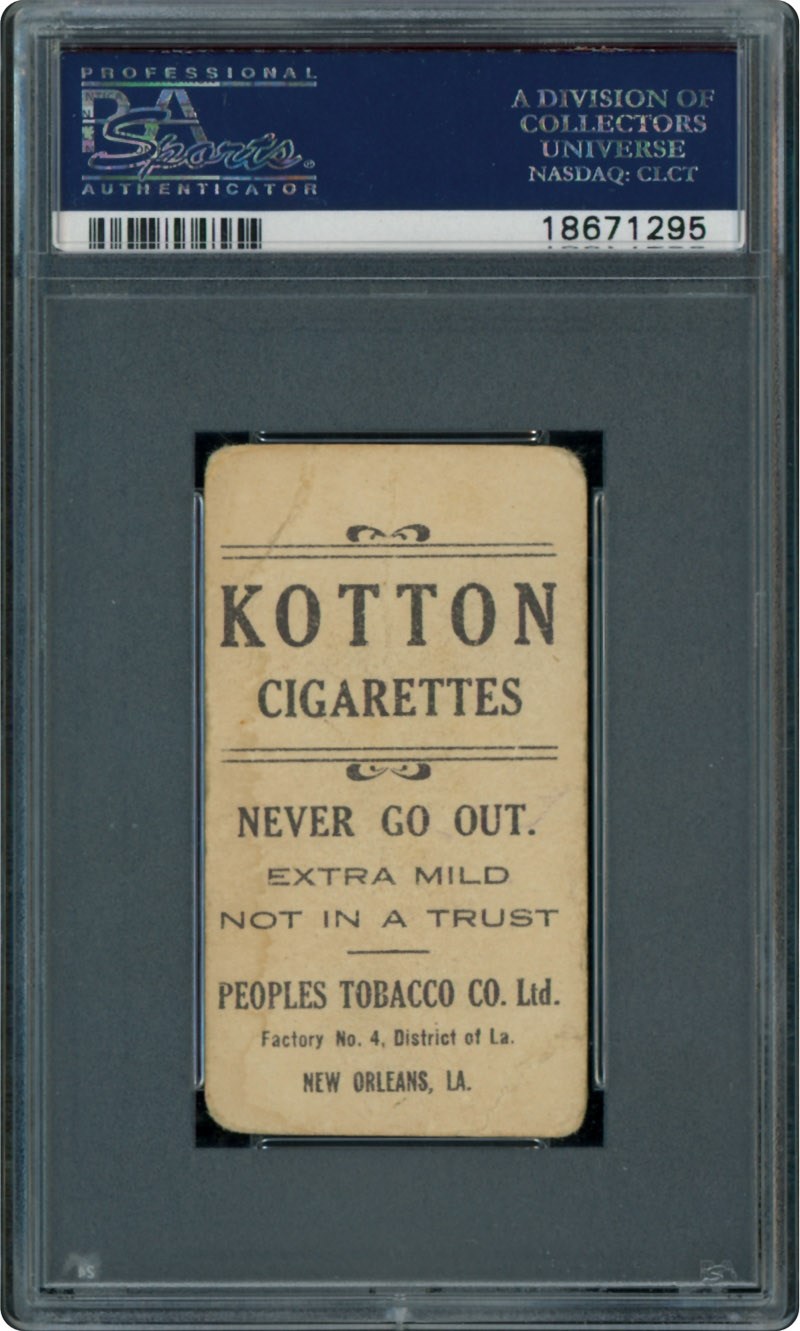 PROFESSIONAL
PSA
Sports®
AUTHENTICATOR
A DIVISION OF
COLLECTORS
UNIVERSE
NASDAQ: CLCT
18671295
KOTTON
CIGARETTES
NEVER GO OUT.
EXTRA MILD
NOT IN A TRUST
PEOPLES TOBACCO CO. Ltd.
Factory No. 4, District of La.
NEW ORLEANS, LA.
PSA